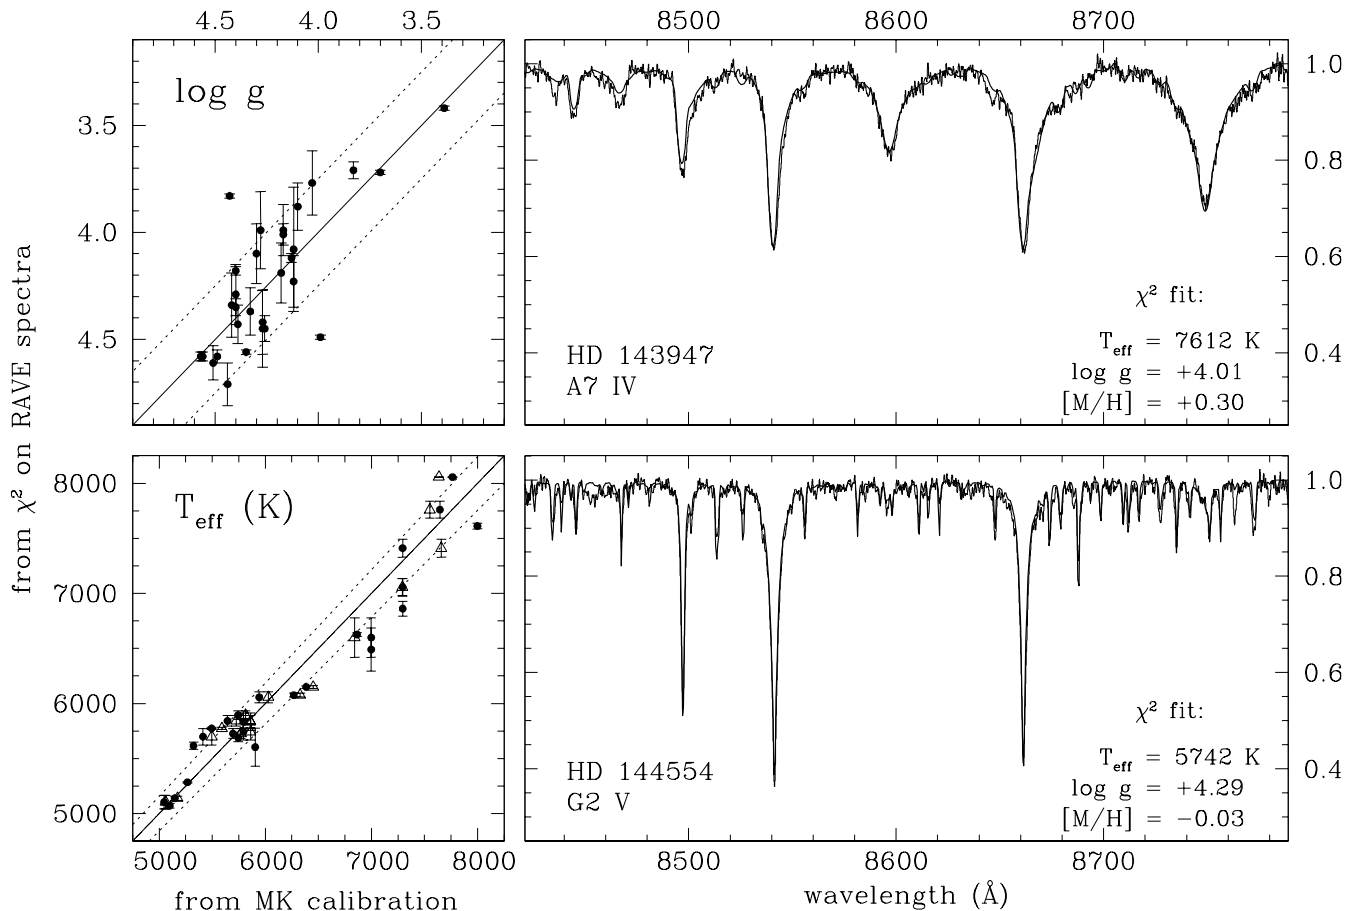 4.5 4.0 3.5
8500 8600 8700
log g
3.5
4.0
4.5
1.0
0.8
0.6
0.4
HD 143947
A7 IV
χ² fit:
T_eff = 7612 K
log g = +4.01
[M/H] = +0.30
from χ² on RAVE spectra
T_eff (K)
8000
7000
6000
5000
1.0
0.8
0.6
0.4
HD 144554
G2 V
χ² fit:
T_eff = 5742 K
log g = +4.29
[M/H] = −0.03
5000 6000 7000 8000
8500 8600 8700
from MK calibration
wavelength (Å)